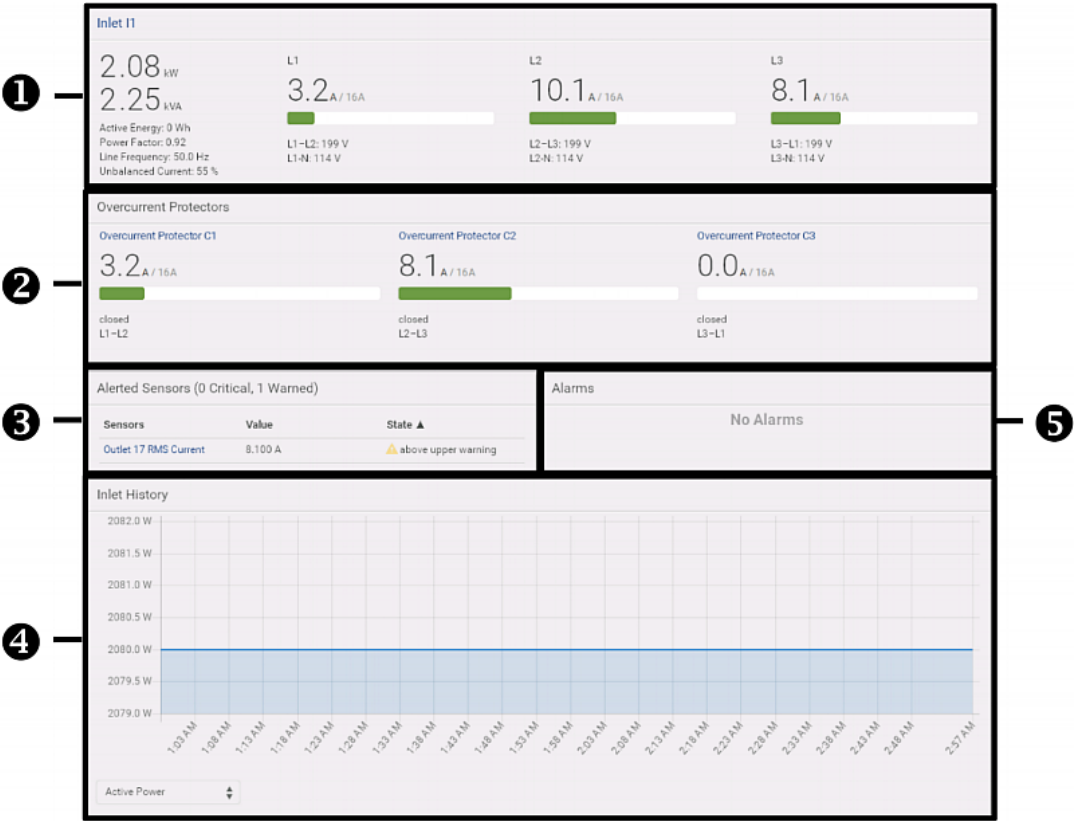 Inlet I1
2.08 kW
2.25 kVA
Active Energy: 0 Wh
Power Factor: 0.92
Line Frequency: 50.0 Hz
Unbalanced Current: 55 %
L1
3.2 A / 16A
L1–L2: 199 V
L1-N: 114 V
L2
10.1 A / 16A
L2–L3: 199 V
L2-N: 114 V
L3
8.1 A / 16A
L3–L1: 199 V
L3-N: 114 V
1
Overcurrent Protectors
Overcurrent Protector C1
3.2 A / 16A
closed
L1–L2
Overcurrent Protector C2
8.1 A / 16A
closed
L2–L3
Overcurrent Protector C3
0.0 A / 16A
closed
L3–L1
2
Alerted Sensors (0 Critical, 1 Warned)
Sensors Value State ▲
Outlet 17 RMS Current 8.100 A above upper warning
3
Alarms
No Alarms
5
Inlet History
2082.0 W
2081.5 W
2081.0 W
2080.5 W
2080.0 W
2079.5 W
2079.0 W
1:03 AM 1:08 AM 1:13 AM 1:18 AM 1:23 AM 1:28 AM 1:33 AM 1:38 AM 1:43 AM 1:48 AM 1:53 AM 1:58 AM 2:03 AM 2:08 AM 2:13 AM 2:18 AM 2:23 AM 2:28 AM 2:33 AM 2:38 AM 2:43 AM 2:48 AM 2:57 AM
Active Power
4